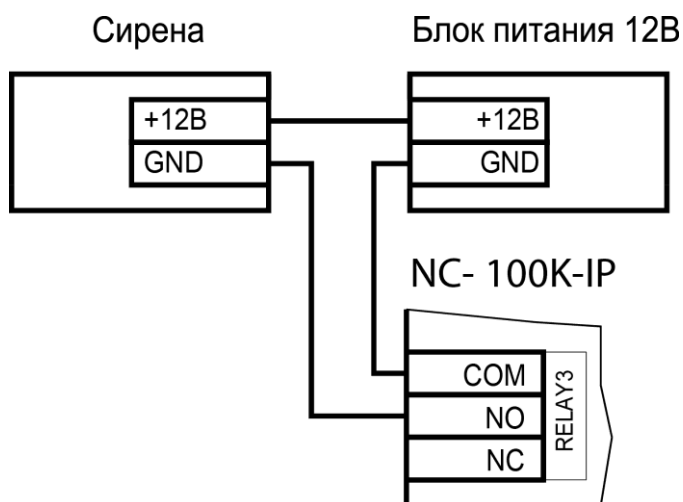 Сирена
Блок питания 12В
+12В
GND
+12В
GND
NC- 100K-IP
COM
NO
NC
RELAY3